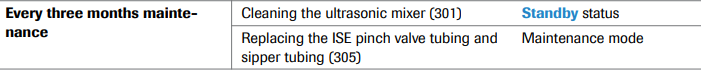 Every three months mainte-
nance
Cleaning the ultrasonic mixer (301)
Standby status
Replacing the ISE pinch valve tubing and
sipper tubing (305)
Maintenance mode